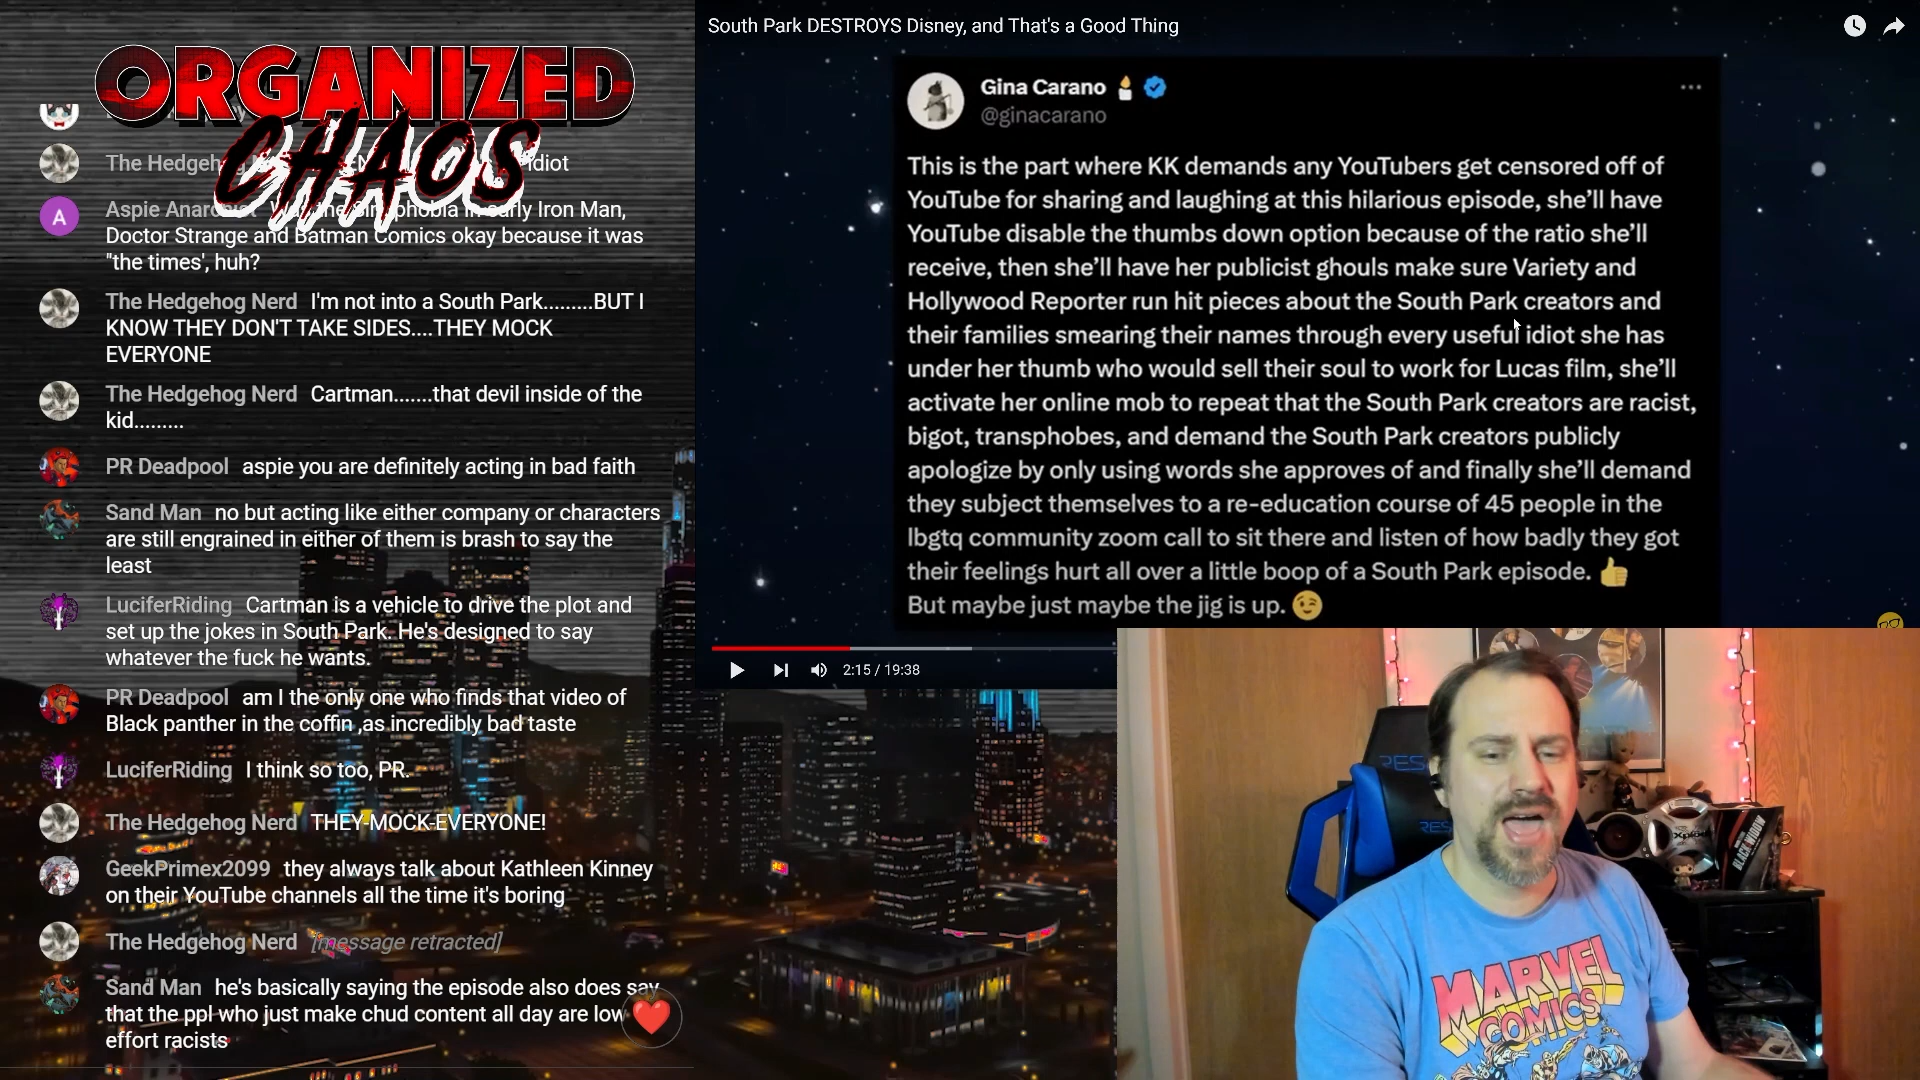 ORGANIZED
CHAOS
The Hedgeh
idiot
Aspie Anar
in early Iron Man,
Doctor Strange and Batman Comics okay because it was
"the times', huh?
The Hedgehog Nerd I'm not into a South Park.........BUT I
KNOW THEY DON'T TAKE SIDES....THEY MOCK
EVERYONE
The Hedgehog Nerd Cartman.......that devil inside of the
kid.........
PR Deadpool aspie you are definitely acting in bad faith
Sand Man no but acting like either company or characters
are still engrained in either of them is brash to say the
least
LuciferRiding Cartman is a vehicle to drive the plot and
set up the jokes in South Park. He's designed to say
whatever the fuck he wants.
PR Deadpool am I the only one who finds that video of
Black panther in the coffin ,as incredibly bad taste
LuciferRiding I think so too, PR.
The Hedgehog Nerd THEY MOCK EVERYONE!
GeekPrimex2099 they always talk about Kathleen Kinney
on their YouTube channels all the time it's boring
The Hedgehog Nerd [message retracted]
Sand Man he's basically saying the episode also does say
that the ppl who just make chud content all day are low
effort racists
A
South Park DESTROYS Disney, and That's a Good Thing
Gina Carano
@ginacarano
This is the part where KK demands any YouTubers get censored off of
YouTube for sharing and laughing at this hilarious episode, she'll have
YouTube disable the thumbs down option because of the ratio she'll
receive, then she'll have her publicist ghouls make sure Variety and
Hollywood Reporter run hit pieces about the South Park creators and
their families smearing their names through every useful idiot she has
under her thumb who would sell their soul to work for Lucas film, she'll
activate her online mob to repeat that the South Park creators are racist,
bigot, transphobes, and demand the South Park creators publicly
apologize by only using words she approves of and finally she'll demand
they subject themselves to a re-education course of 45 people in the
lbgtq community zoom call to sit there and listen of how badly they got
their feelings hurt all over a little boop of a South Park episode. 👍
But maybe just maybe the jig is up. 😉
2:15 / 19:38
RES
RES
Xplod
BLACK WIDOW
MARVEL
COMICS